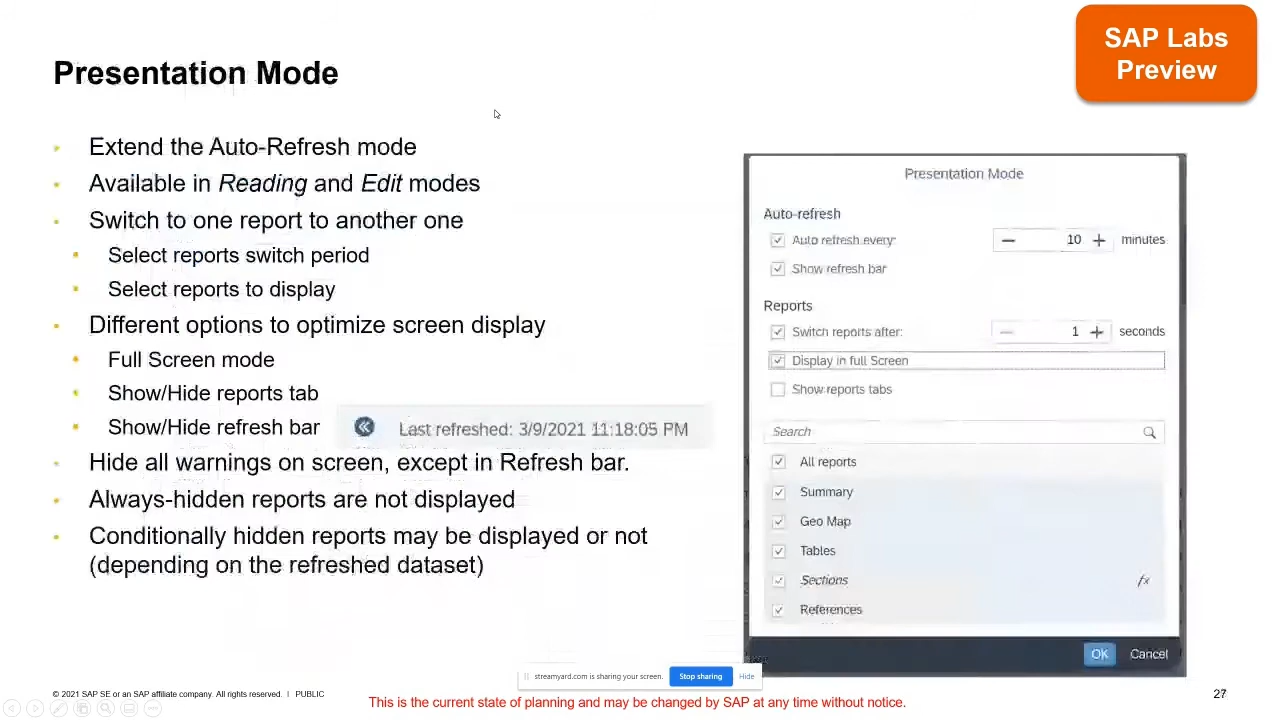 SAP Labs
Preview
Presentation Mode
Extend the Auto-Refresh mode
Available in Reading and Edit modes
Switch to one report to another one
Select reports switch period
Select reports to display
Different options to optimize screen display
Full Screen mode
Show/Hide reports tab
Show/Hide refresh bar
Last refreshed: 3/9/2021 11:18:05 PM
Hide all warnings on screen, except in Refresh bar.
Always-hidden reports are not displayed
Conditionally hidden reports may be displayed or not
(depending on the refreshed dataset)
Presentation Mode
Auto-refresh
Auto refresh every: 10 minutes
Show refresh bar
Reports
Switch reports after: 1 seconds
Display in full Screen
Show reports tabs
Search
All reports
Summary
Geo Map
Tables
Sections fx
References
OK Cancel
streamyard.com is sharing your screen. Stop sharing Hide
© 2021 SAP SE or an SAP affiliate company. All rights reserved. | PUBLIC
This is the current state of planning and may be changed by SAP at any time without notice.
27